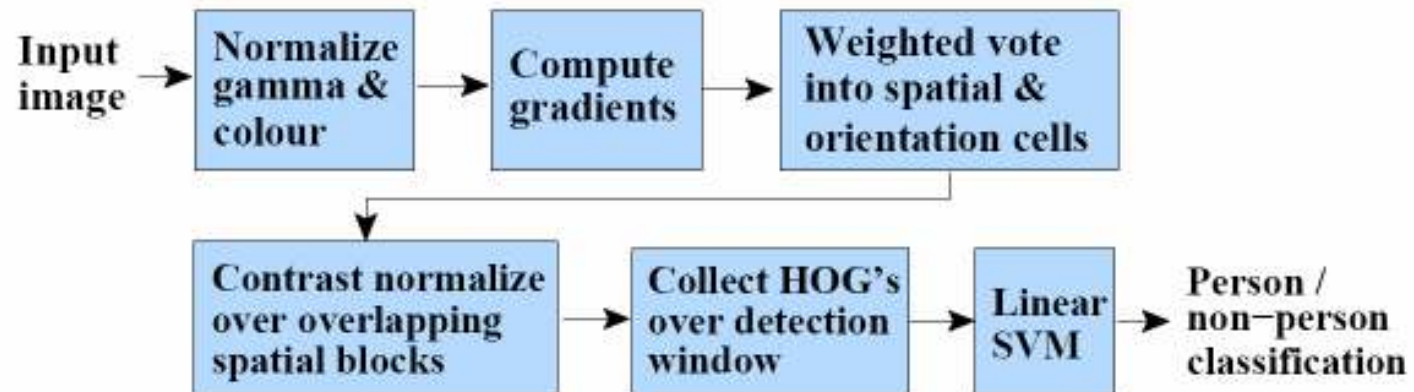 Input
image
Normalize
gamma &
colour
Compute
gradients
Weighted vote
into spatial &
orientation cells
Contrast normalize
over overlapping
spatial blocks
Collect HOG's
over detection
window
Linear
SVM
Person /
non−person
classification